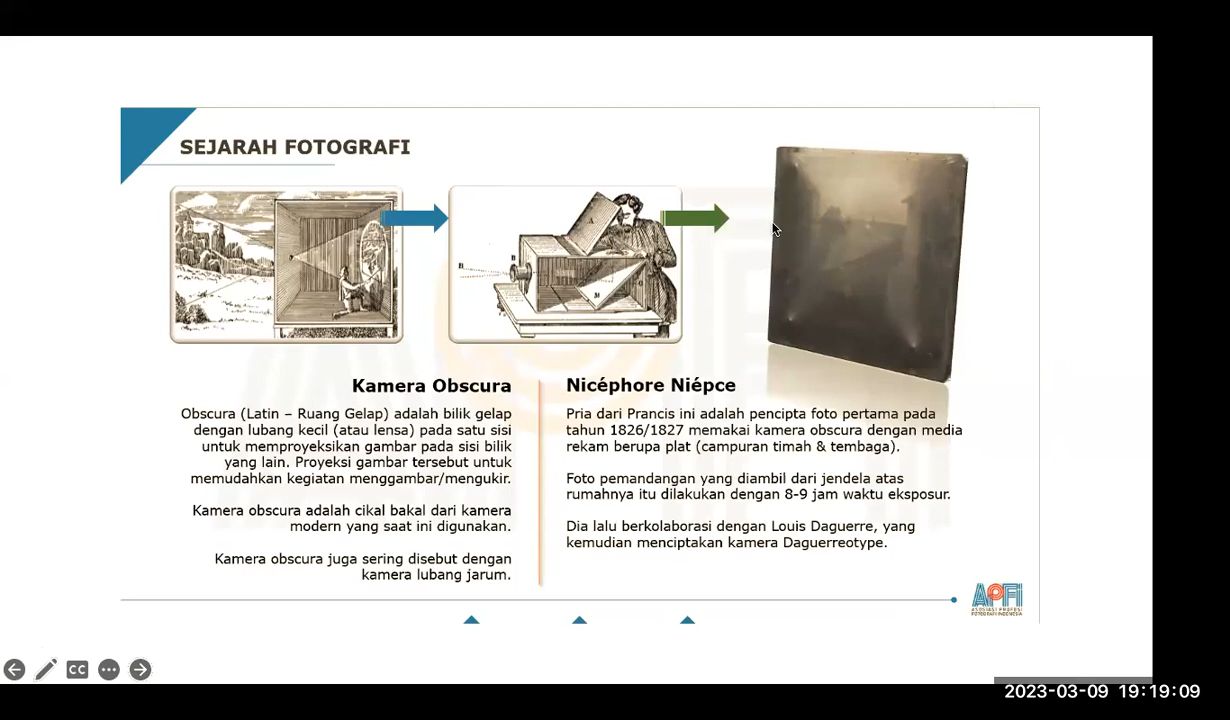 SEJARAH FOTOGRAFI
Kamera Obscura
Obscura (Latin – Ruang Gelap) adalah bilik gelap
dengan lubang kecil (atau lensa) pada satu sisi
untuk memproyeksikan gambar pada sisi bilik
yang lain. Proyeksi gambar tersebut untuk
memudahkan kegiatan menggambar/mengukir.
Kamera obscura adalah cikal bakal dari kamera
modern yang saat ini digunakan.
Kamera obscura juga sering disebut dengan
kamera lubang jarum.
Nicéphore Niépce
Pria dari Prancis ini adalah pencipta foto pertama pada
tahun 1826/1827 memakai kamera obscura dengan media
rekam berupa plat (campuran timah & tembaga).
Foto pemandangan yang diambil dari jendela atas
rumahnya itu dilakukan dengan 8-9 jam waktu eksposur.
Dia lalu berkolaborasi dengan Louis Daguerre, yang
kemudian menciptakan kamera Daguerreotype.
APFI
ASOSIASI PROFESI
FOTOGRAFI INDONESIA
CC
2023-03-09 19:19:09